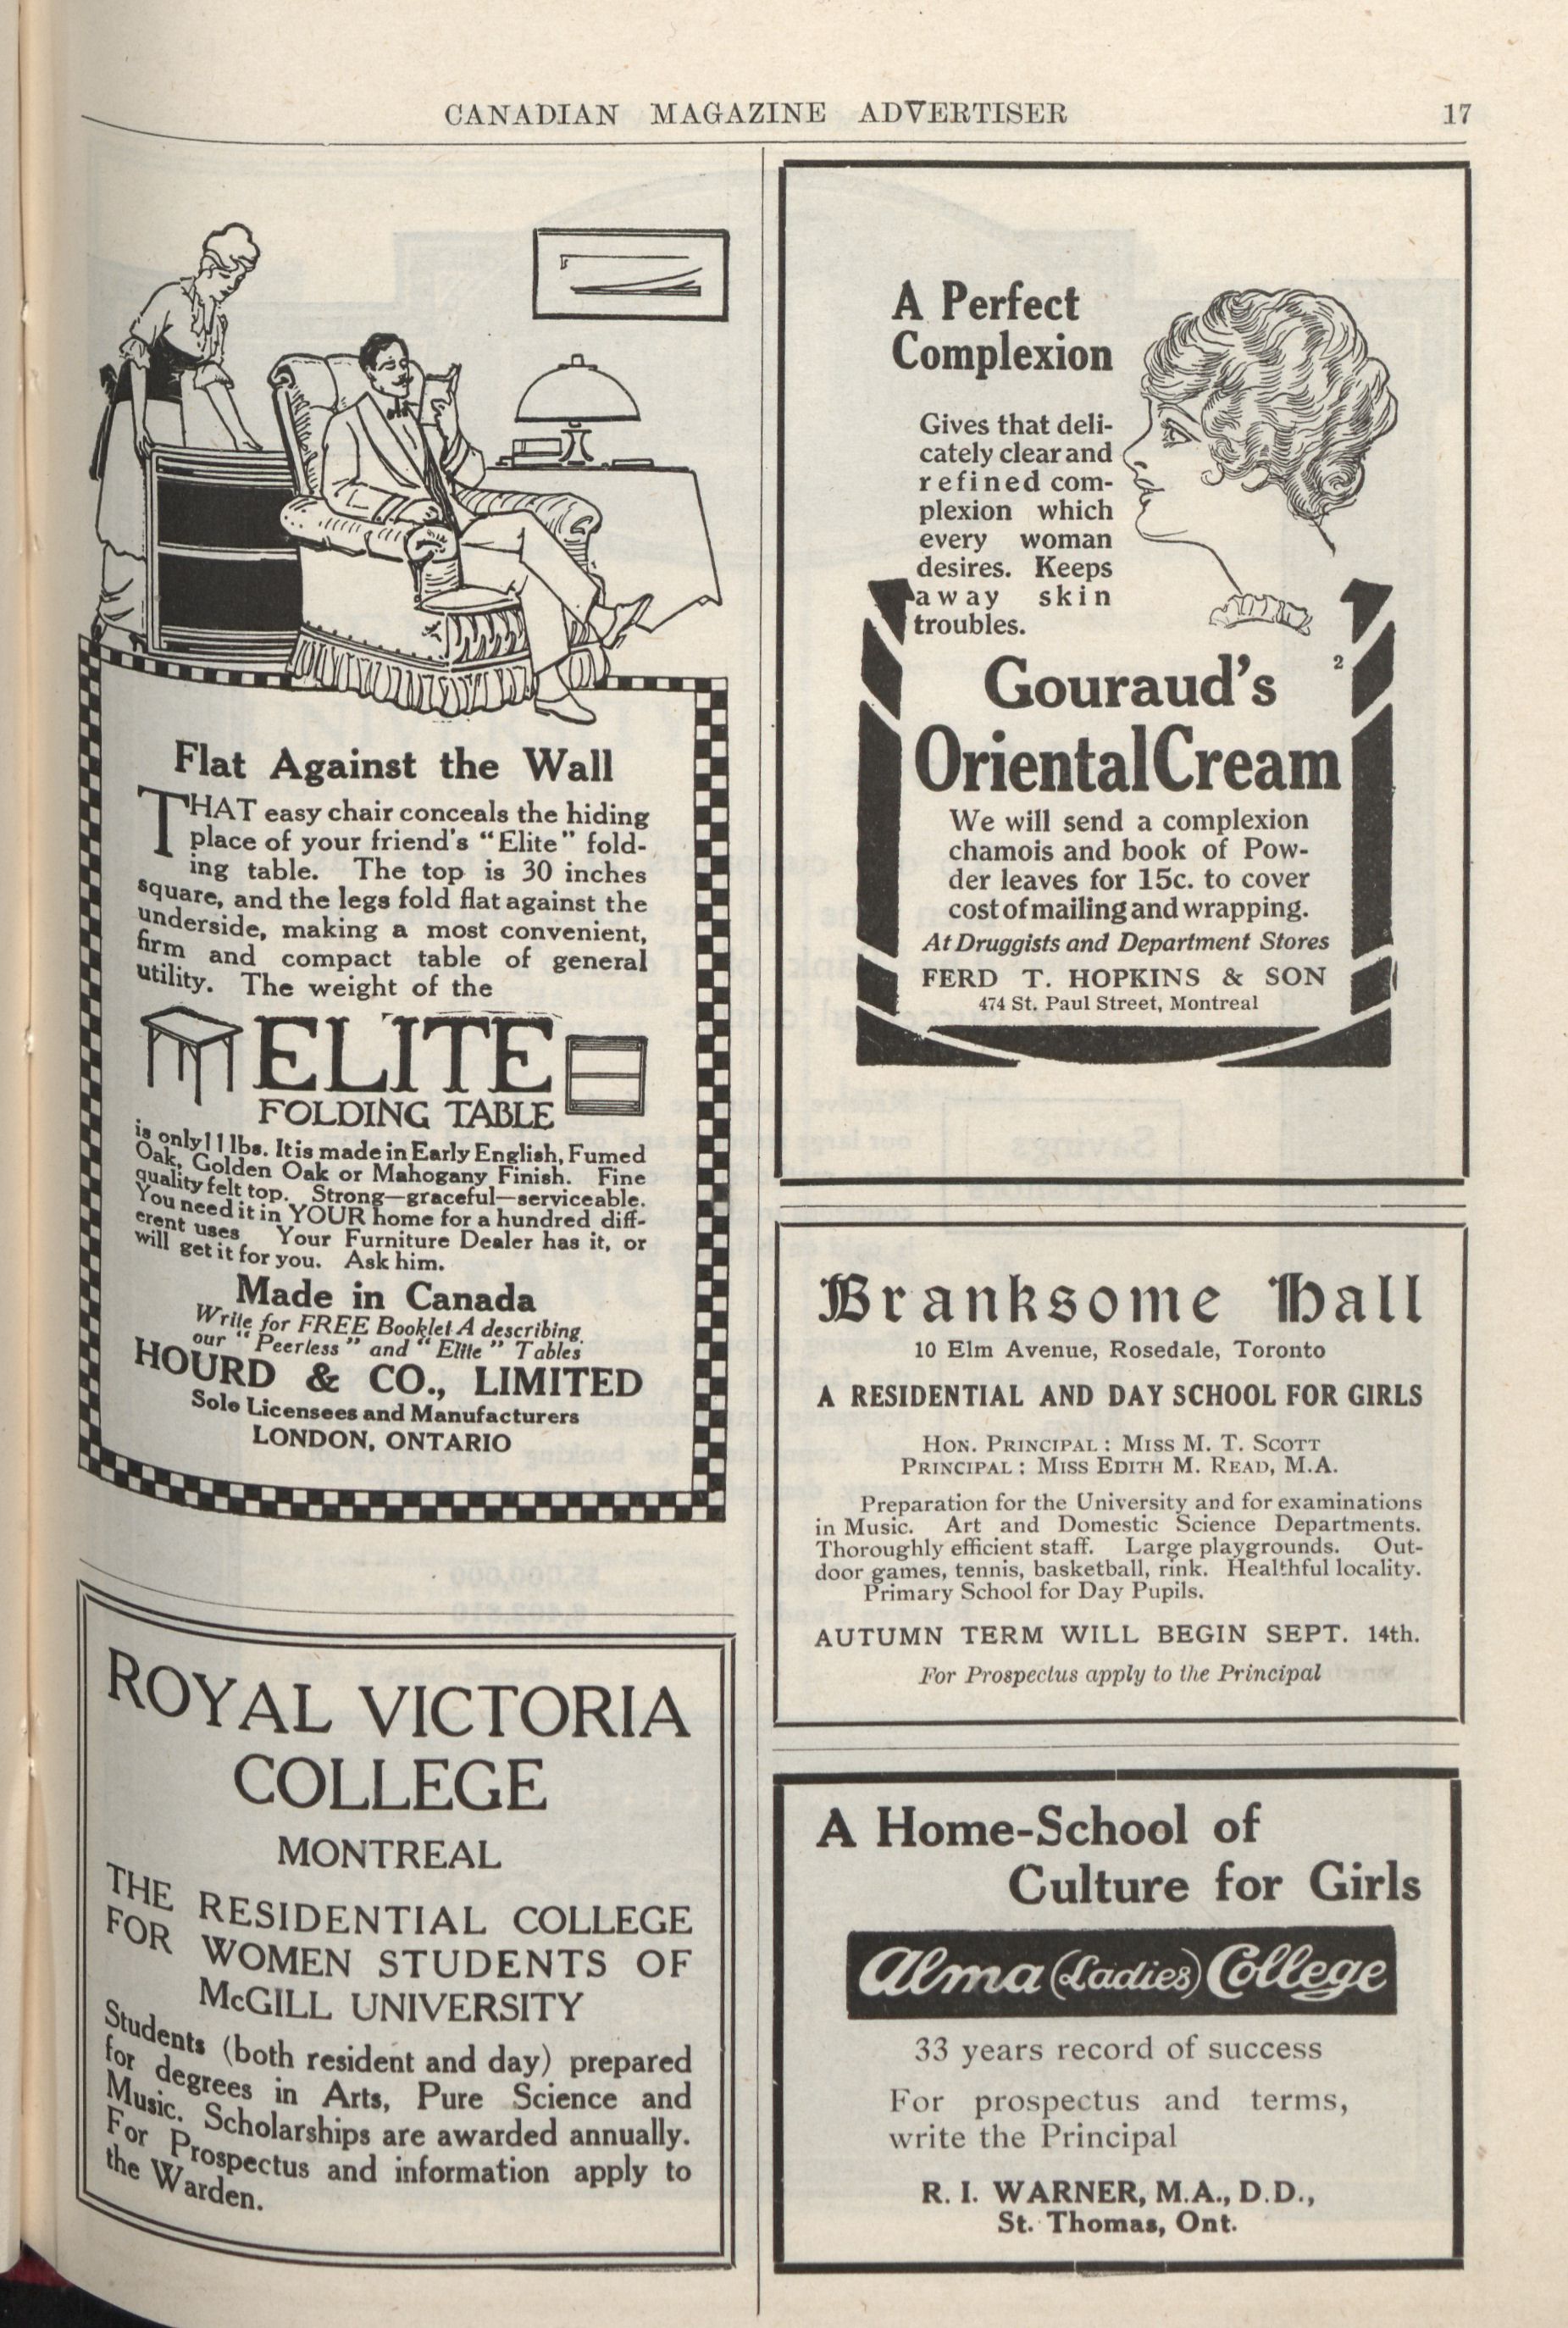 CANADIAN MAGAZINE ADVERTISER
17
Flat Against the Wall
THAT easy chair conceals the hiding
place of your friend's "Elite" fold-
ing table. The top is 30 inches
square, and the legs fold flat against the
underside, making a most convenient,
firm and compact table of general
utility. The weight of the
ELITE
FOLDING TABLE
is only 11 lbs. It is made in Early English, Fumed
Oak, Golden Oak or Mahogany Finish. Fine
quality felt top. Strong—graceful—serviceable.
You need it in YOUR home for a hundred diff-
erent uses Your Furniture Dealer has it, or
will get it for you. Ask him.
Made in Canada
Write for FREE Booklet A describing
our "Peerless" and "Elite" Tables
HOURD & CO., LIMITED
Sole Licensees and Manufacturers
LONDON, ONTARIO
ROYAL VICTORIA
COLLEGE
MONTREAL
THE RESIDENTIAL COLLEGE
FOR WOMEN STUDENTS OF
McGILL UNIVERSITY
Students (both resident and day) prepared
for degrees in Arts, Pure Science and
Music. Scholarships are awarded annually.
For Prospectus and information apply to
the Warden.
A Perfect
Complexion
Gives that deli-
cately clear and
refined com-
plexion which
every woman
desires. Keeps
away skin
troubles.
2
Gouraud's
Oriental Cream
We will send a complexion
chamois and book of Pow-
der leaves for 15c. to cover
cost of mailing and wrapping.
At Druggists and Department Stores
FERD T. HOPKINS & SON
474 St. Paul Street, Montreal
Branksome Hall
10 Elm Avenue, Rosedale, Toronto
A RESIDENTIAL AND DAY SCHOOL FOR GIRLS
HON. PRINCIPAL: MISS M. T. SCOTT
PRINCIPAL: MISS EDITH M. READ, M.A.
Preparation for the University and for examinations
in Music. Art and Domestic Science Departments.
Thoroughly efficient staff. Large playgrounds. Out-
door games, tennis, basketball, rink. Healthful locality.
Primary School for Day Pupils.
AUTUMN TERM WILL BEGIN SEPT. 14th.
For Prospectus apply to the Principal
A Home-School of
Culture for Girls
Alma (Ladies) College
33 years record of success
For prospectus and terms,
write the Principal
R. I. WARNER, M.A., D.D.,
St. Thomas, Ont.